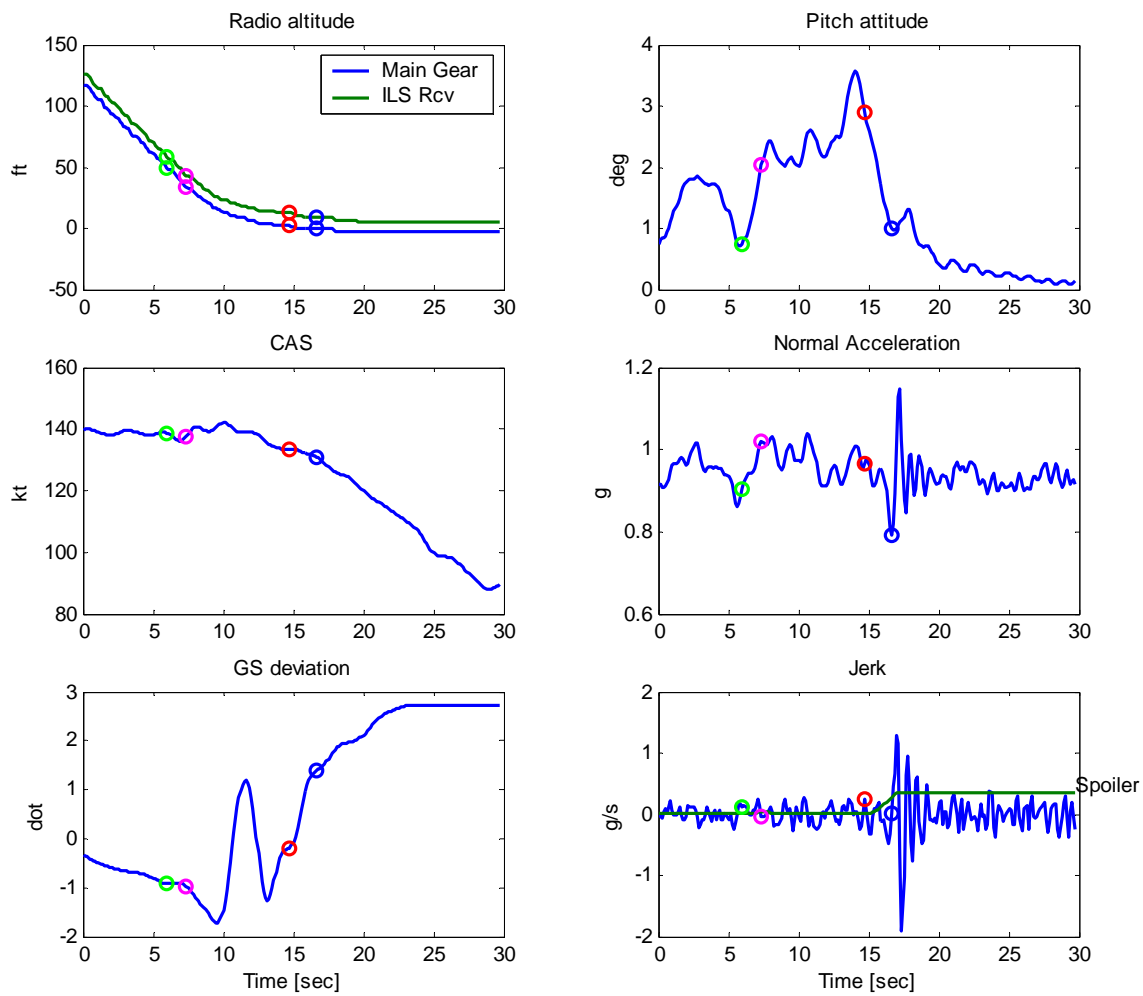 Radio altitude
150
100
50
0
-50
ft
Main Gear
ILS Rcv
0 5 10 15 20 25 30
Pitch attitude
4
3
2
1
0
deg
0 5 10 15 20 25 30
CAS
160
140
120
100
80
kt
0 5 10 15 20 25 30
Normal Acceleration
1.2
1
0.8
0.6
g
0 5 10 15 20 25 30
GS deviation
3
2
1
0
-1
-2
dot
0 5 10 15 20 25 30
Time [sec]
Jerk
2
1
0
-1
-2
g/s
Spoiler
0 5 10 15 20 25 30
Time [sec]